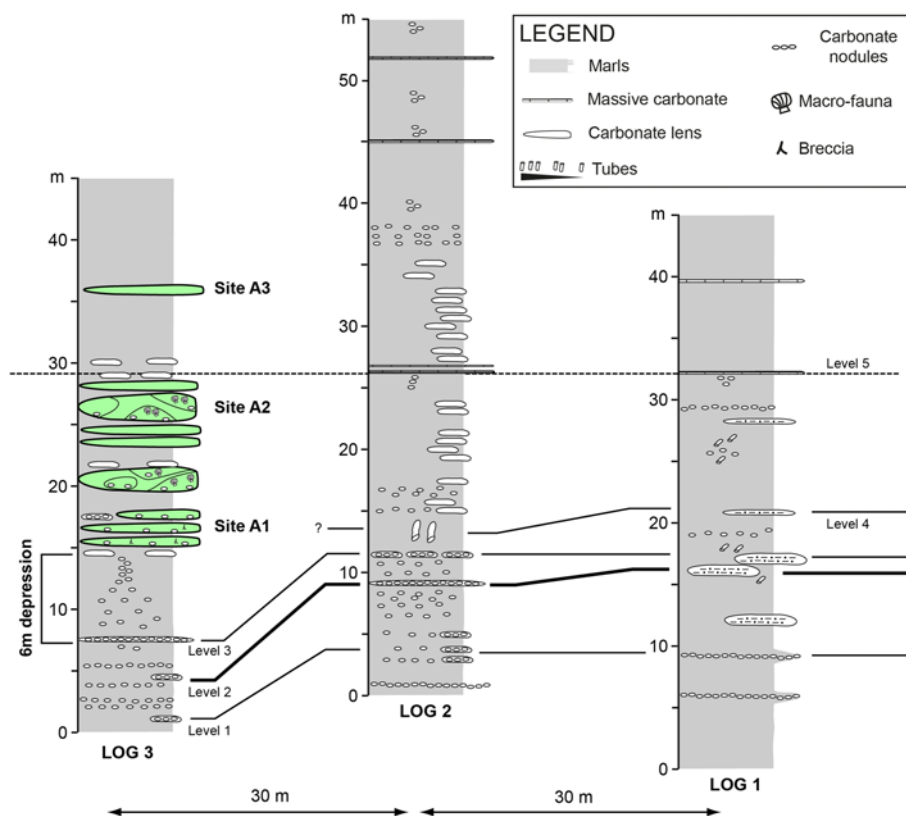 m
50
40
30
20
10
0
LOG 2
LEGEND
Marls
Massive carbonate
Carbonate lens
Tubes
Carbonate
nodules
Macro-fauna
Breccia
m
40
30
20
10
0
LOG 3
Site A3
Site A2
Site A1
6m depression
Level 3
Level 2
Level 1
?
m
40
30
20
10
0
LOG 1
Level 5
Level 4
30 m
30 m